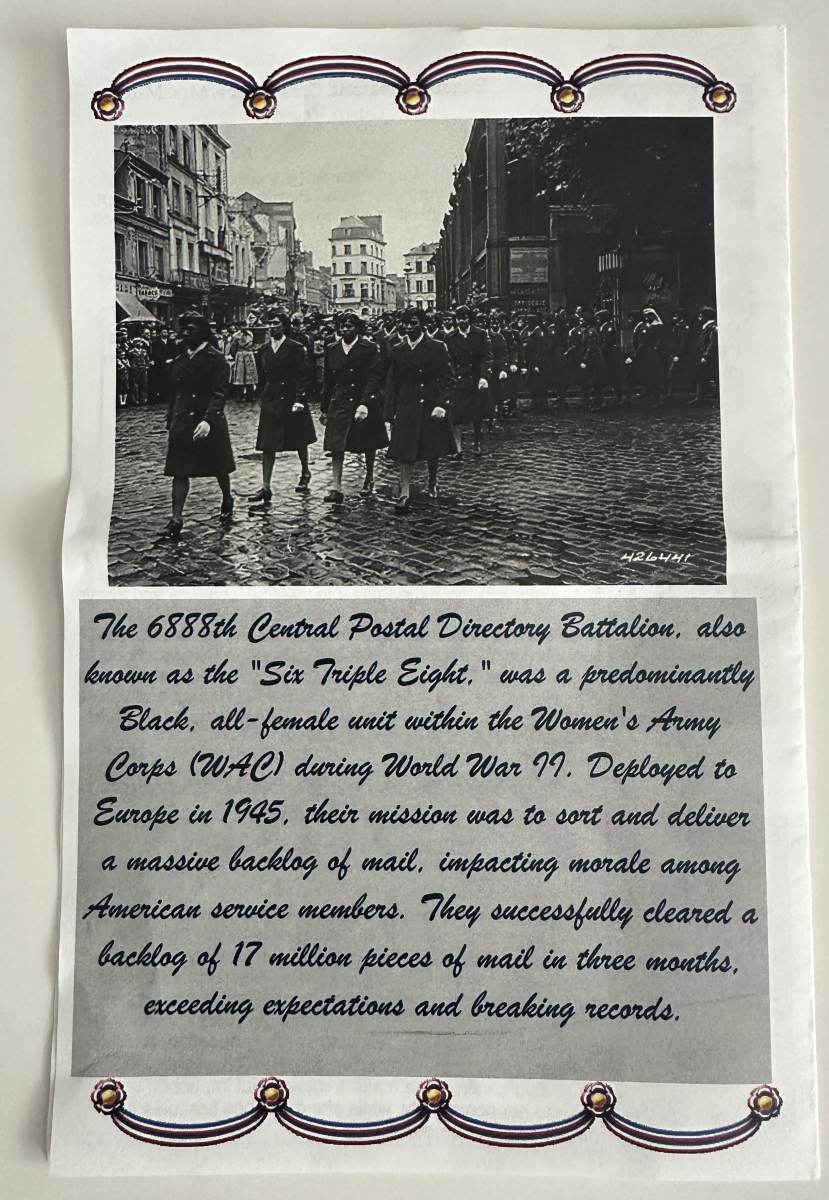 TABACS
426441
The 6888th Central Postal Directory Battalion, also
known as the "Six Triple Eight," was a predominantly
Black, all-female unit within the Women's Army
Corps (WAC) during World War II. Deployed to
Europe in 1945, their mission was to sort and deliver
a massive backlog of mail, impacting morale among
American service members. They successfully cleared a
backlog of 17 million pieces of mail in three months,
exceeding expectations and breaking records.